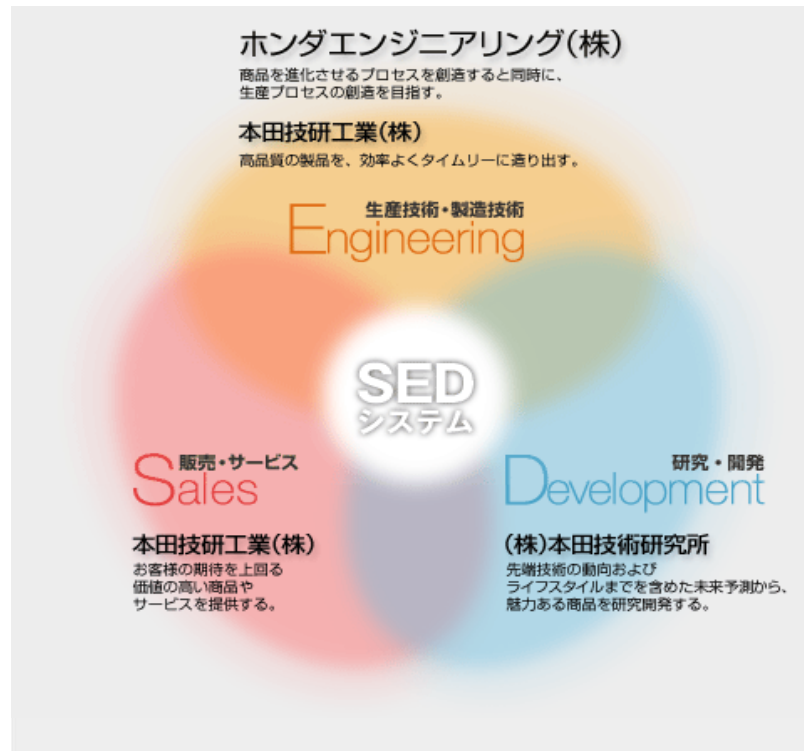 ホンダエンジニアリング(株)
商品を進化させるプロセスを創造すると同時に、
生産プロセスの創造を目指す。
本田技研工業(株)
高品質の製品を、効率よくタイムリーに造り出す。
生産技術・製造技術
Engineering
SED
システム
販売・サービス
Sales
本田技研工業(株)
お客様の期待を上回る
価値の高い商品や
サービスを提供する。
研究・開発
Development
(株)本田技術研究所
先端技術の動向および
ライフスタイルまでを含めた未来予測から、
魅力ある商品を研究開発する。